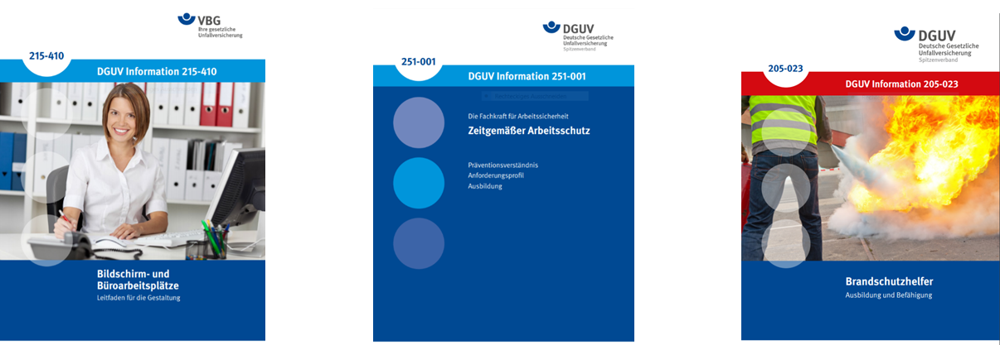 VBG
Ihre gesetzliche
Unfallversicherung
215-410
DGUV Information 215-410
Bildschirm- und
Büroarbeitsplätze
Leitfaden für die Gestaltung
DGUV
Deutsche Gesetzliche
Unfallversicherung
Spitzenverband
251-001
DGUV Information 251-001
Die Fachkraft für Arbeitssicherheit
Zeitgemäßer Arbeitsschutz
Präventionsverständnis
Anforderungsprofil
Ausbildung
DGUV
Deutsche Gesetzliche
Unfallversicherung
Spitzenverband
205-023
DGUV Information 205-023
Brandschutzhelfer
Ausbildung und Befähigung